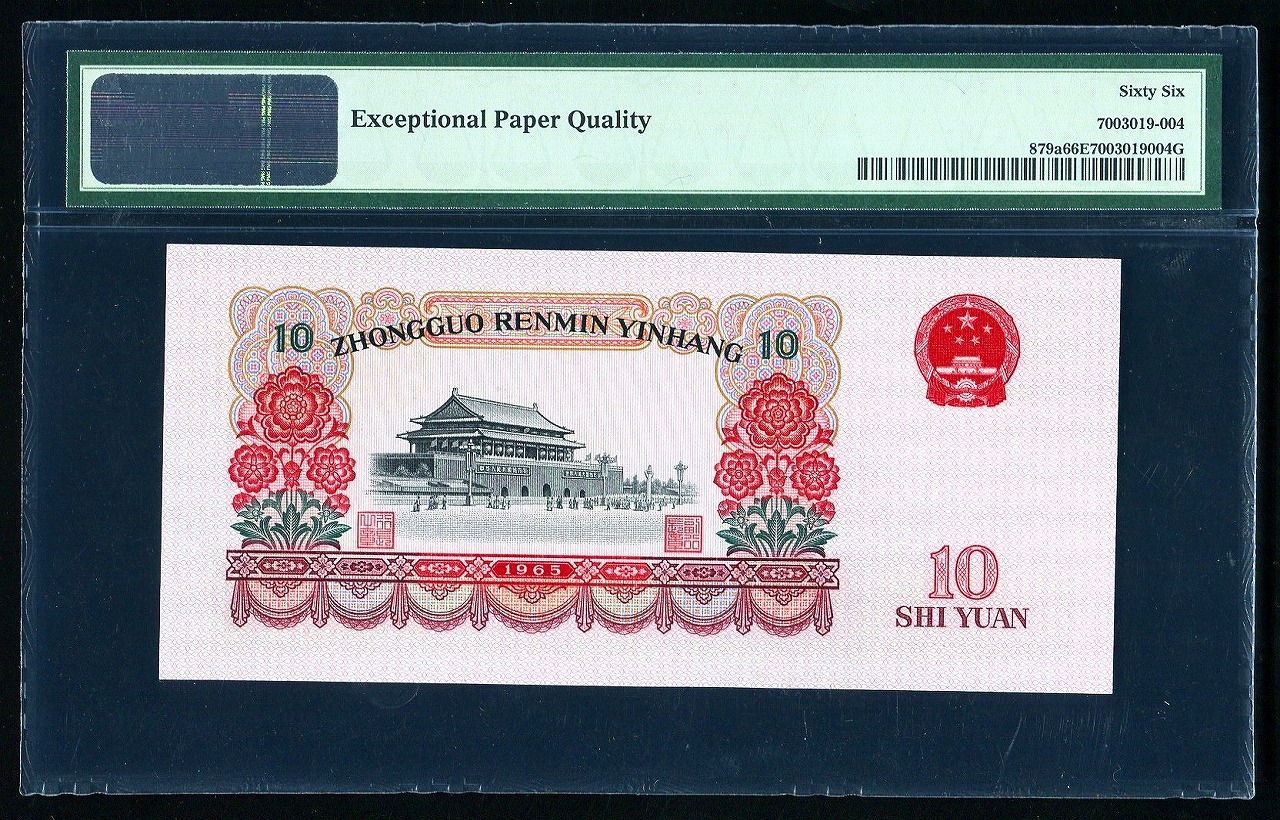 Exceptional Paper Quality
Sixty Six
7003019-004
879a66E7003019004G
10 ZHONGGUO RENMIN YINHANG 10
1965
10
SHI YUAN